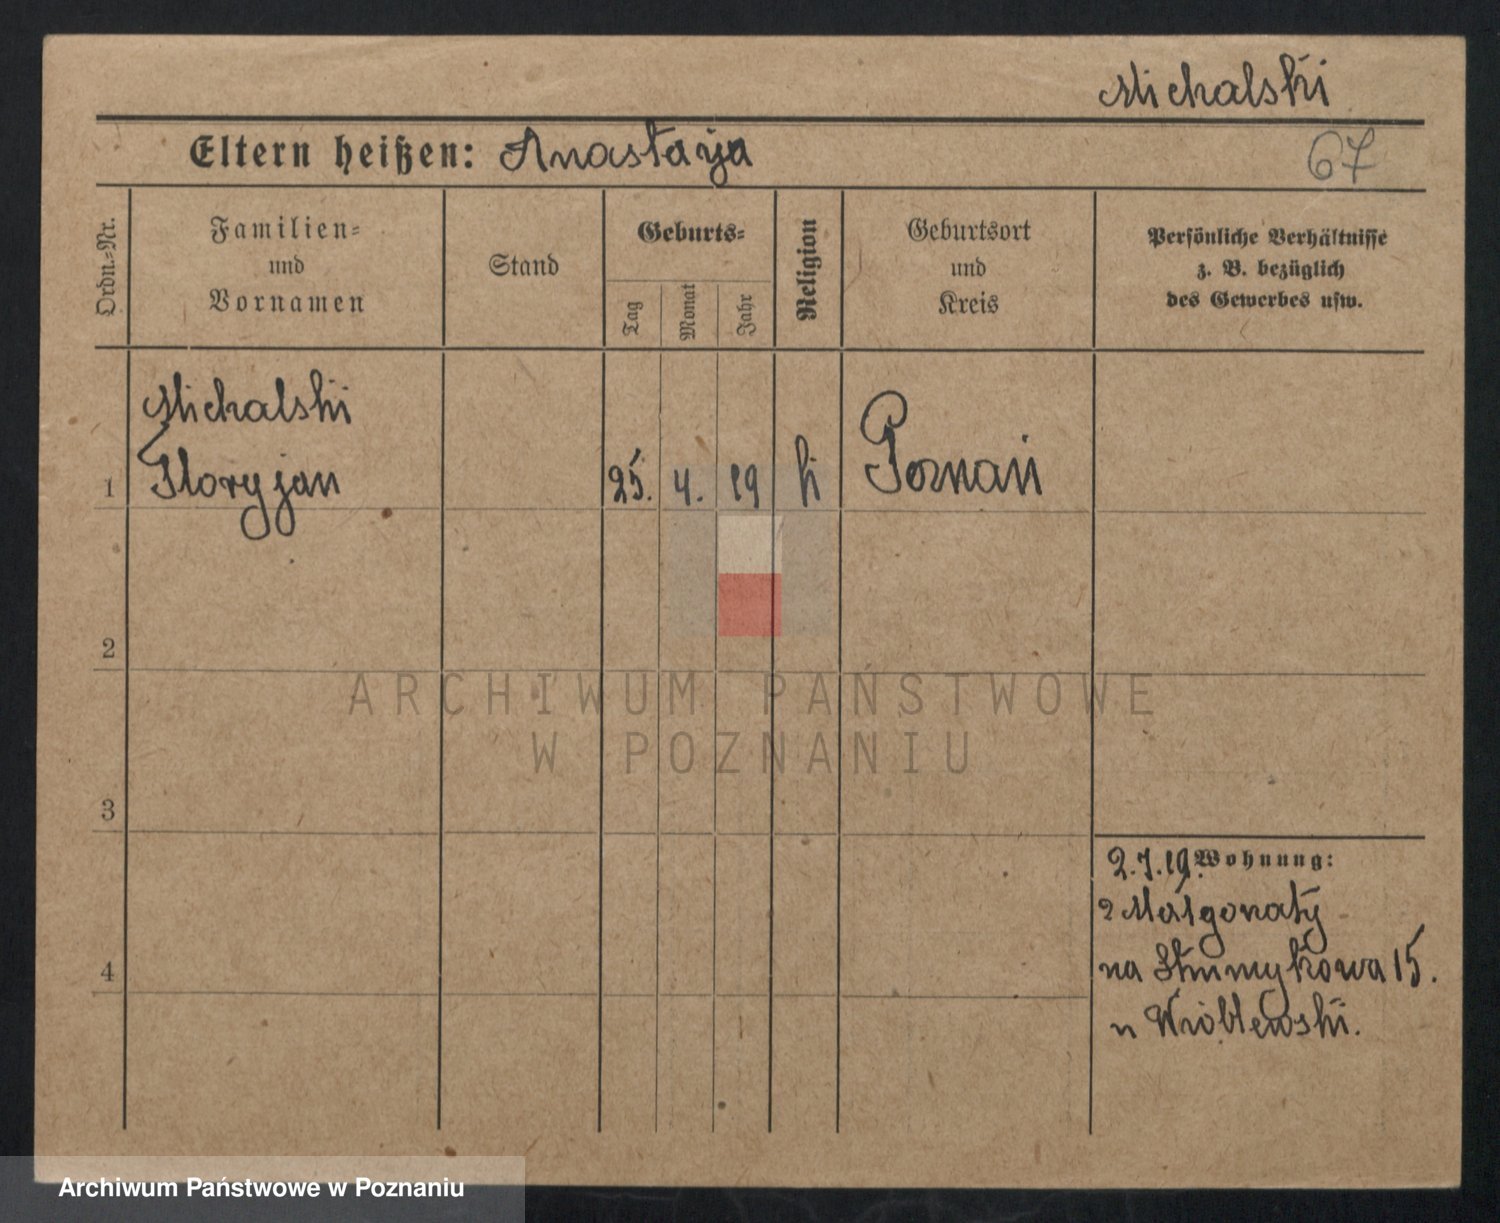 Michalski
Eltern heißen: Anastazja
67
Ordn.-Nr.
Familien-
und
Vornamen
Stand
Geburts-
Tag
Monat
Jahr
Religion
Geburtsort
und
Kreis
Persönliche Verhältnisse
z. B. bezüglich
des Gewerbes usw.
Michalski
1 Floryjan 25. 4. 19 k Poznań
2
ARCHIWUM PAŃSTWOWE
W POZNANIU
3
2.7.19. Wohnung:
z Małgorzaty
4 na Strumykowa 15.
u Wróblewski.
Archiwum Państwowe w Poznaniu